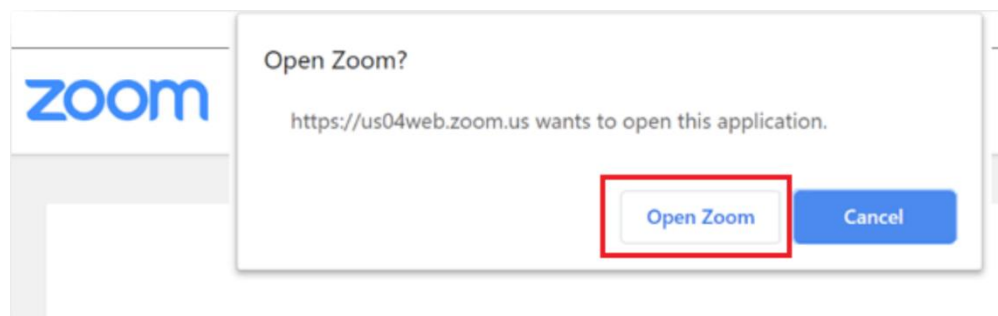 zoom
Open Zoom?
https://us04web.zoom.us wants to open this application.
Open Zoom
Cancel